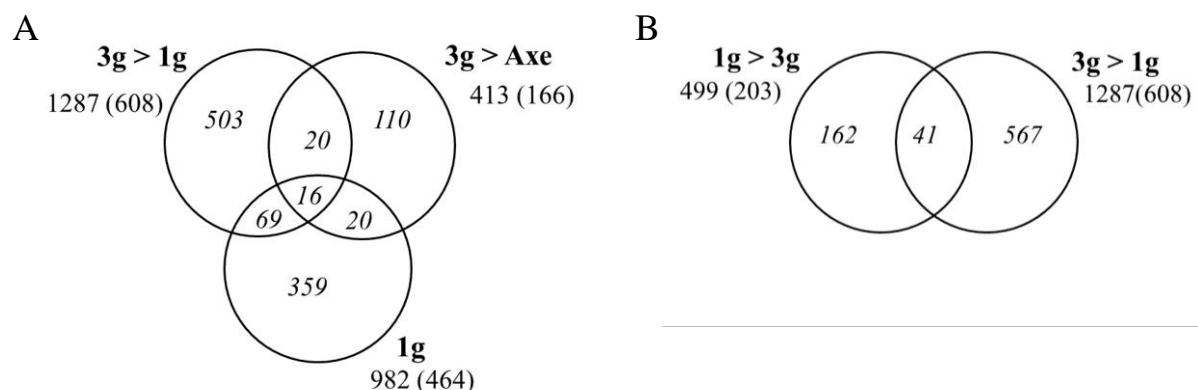 A
3g > 1g
1287 (608)
3g > Axe
413 (166)
503
20
110
16
69
20
359
1g
982 (464)
B
1g > 3g
499 (203)
3g > 1g
1287(608)
162
41
567